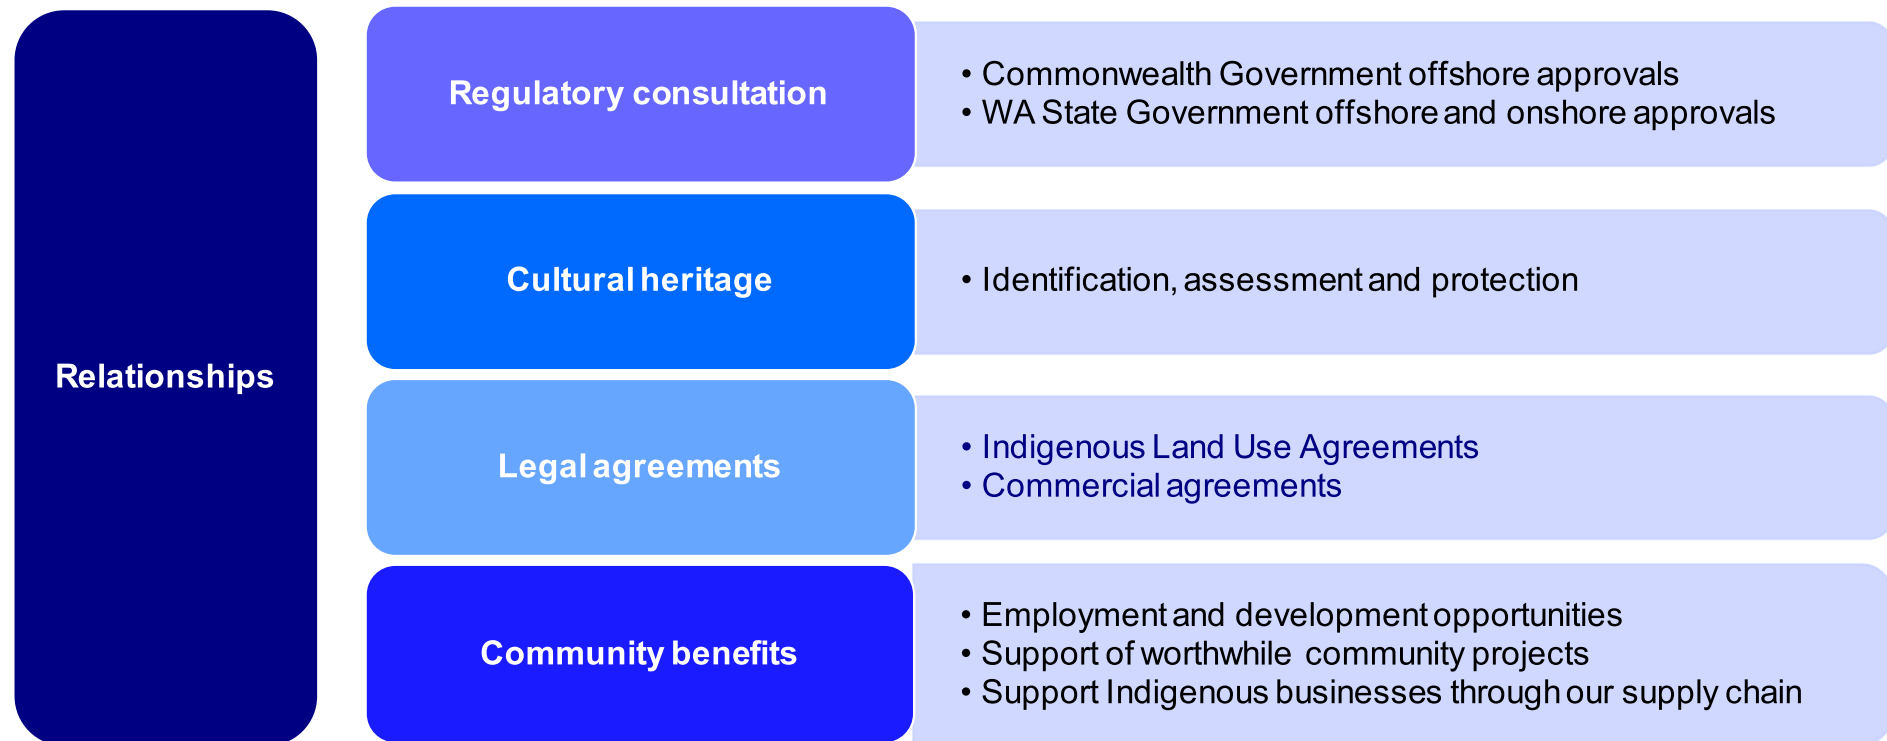 Relationships
Regulatory consultation
• Commonwealth Government offshore approvals
• WA State Government offshore and onshore approvals
Cultural heritage
• Identification, assessment and protection
Legal agreements
• Indigenous Land Use Agreements
• Commercial agreements
Community benefits
• Employment and development opportunities
• Support of worthwhile community projects
• Support Indigenous businesses through our supply chain